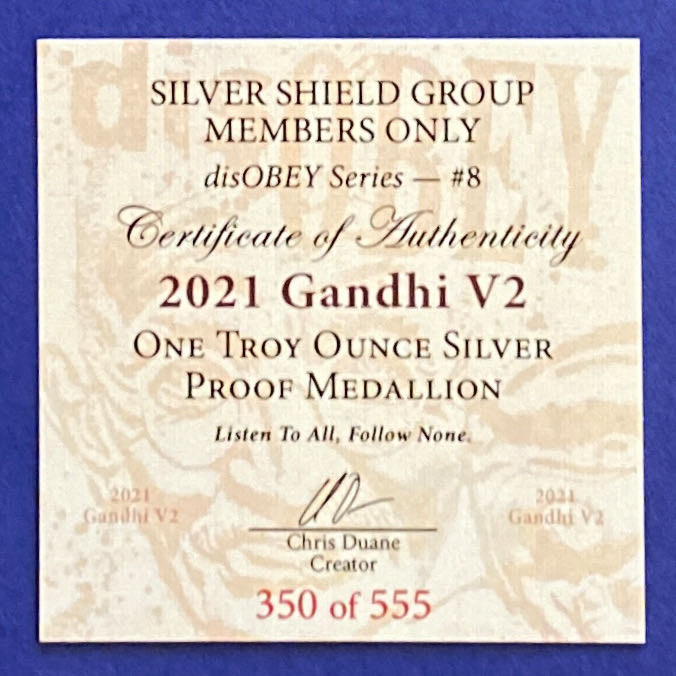 disOBEY
SILVER SHIELD GROUP
MEMBERS ONLY
disOBEY Series — #8
Certificate of Authenticity
2021 Gandhi V2
ONE TROY OUNCE SILVER
PROOF MEDALLION
Listen To All, Follow None.
2021
Gandhi V2
2021
Gandhi V2
Chris Duane
Creator
350 of 555